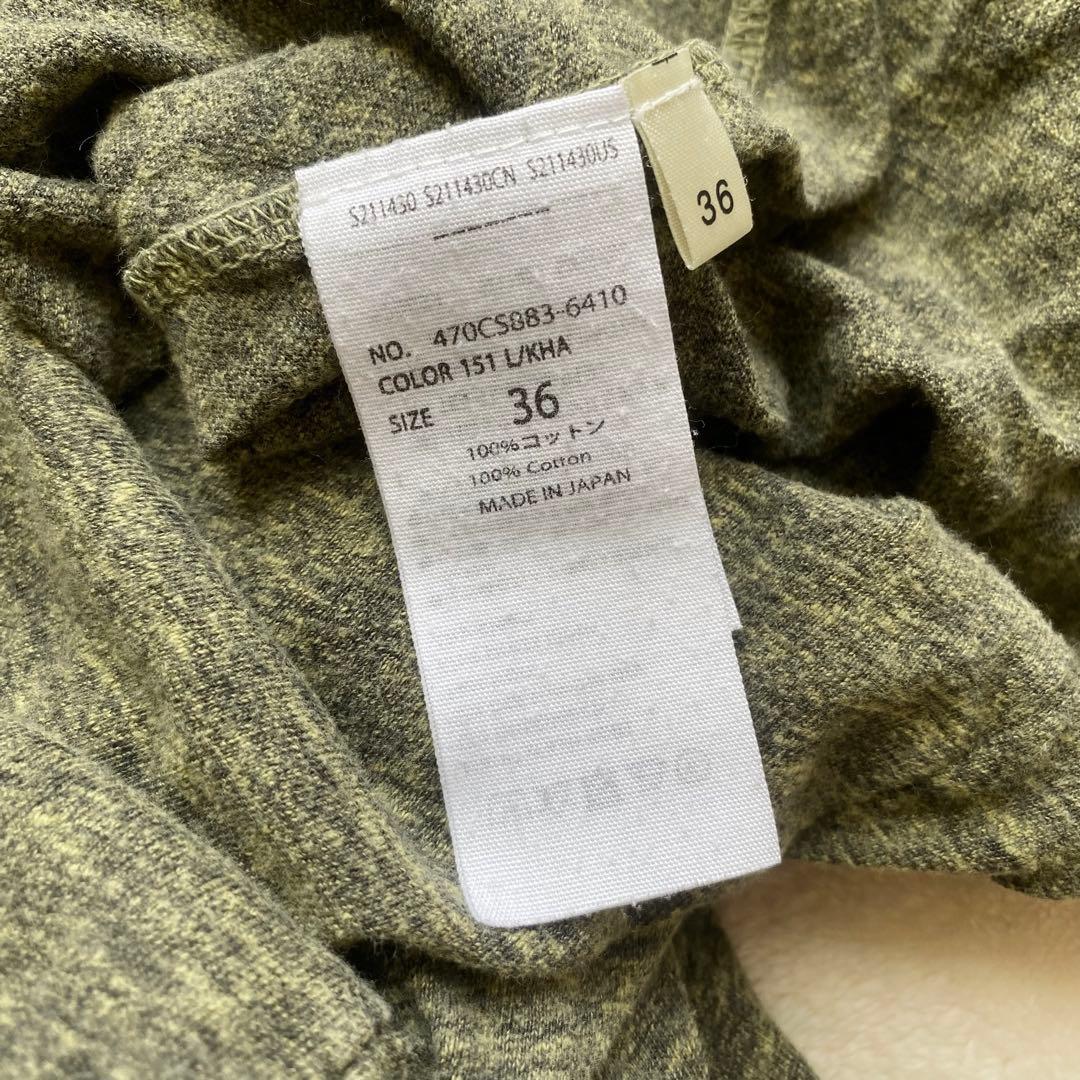 S211430 S211430CN S211430US
36
NO. 470CS883-6410
COLOR 151 L/KHA
SIZE 36
100%コットン
100% Cotton
MADE IN JAPAN